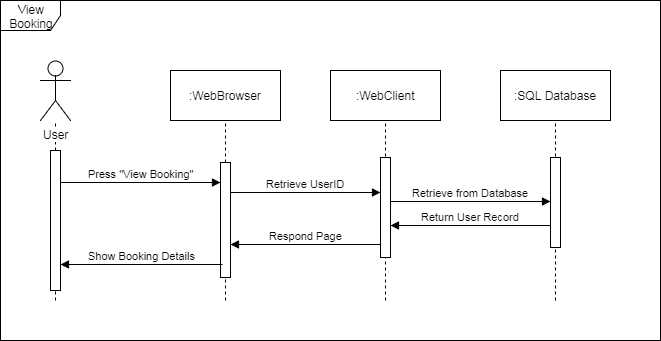 View
Booking
User
:WebBrowser
:WebClient
:SQL Database
Press "View Booking"
Retrieve UserID
Retrieve from Database
Return User Record
Respond Page
Show Booking Details